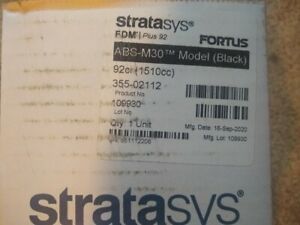 stratasys
FDM | Plus 92
FORTUS
ABS-M30™ Model (Black)
92ci (1510cc)
355-02112
Product No
109930
Lot No
Qty: 1 Unit
Mfg. Date: 16-Sep-2020
Mfg. Lot: 109930
stratasys®